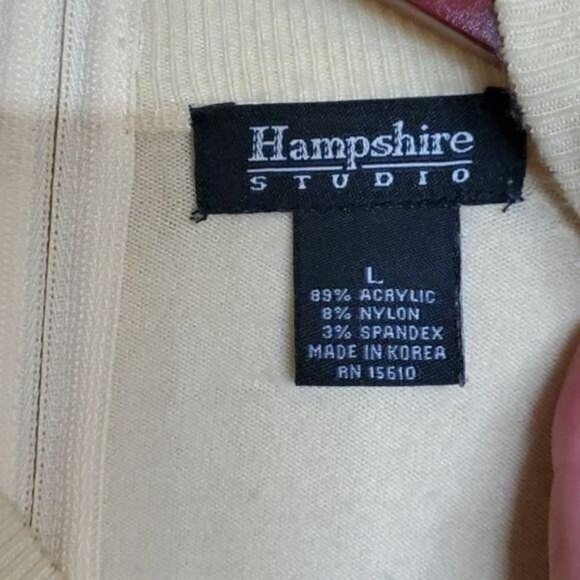 Hampshire
STUDIO
L
89% ACRYLIC
8% NYLON
3% SPANDEX
MADE IN KOREA
RN 15610